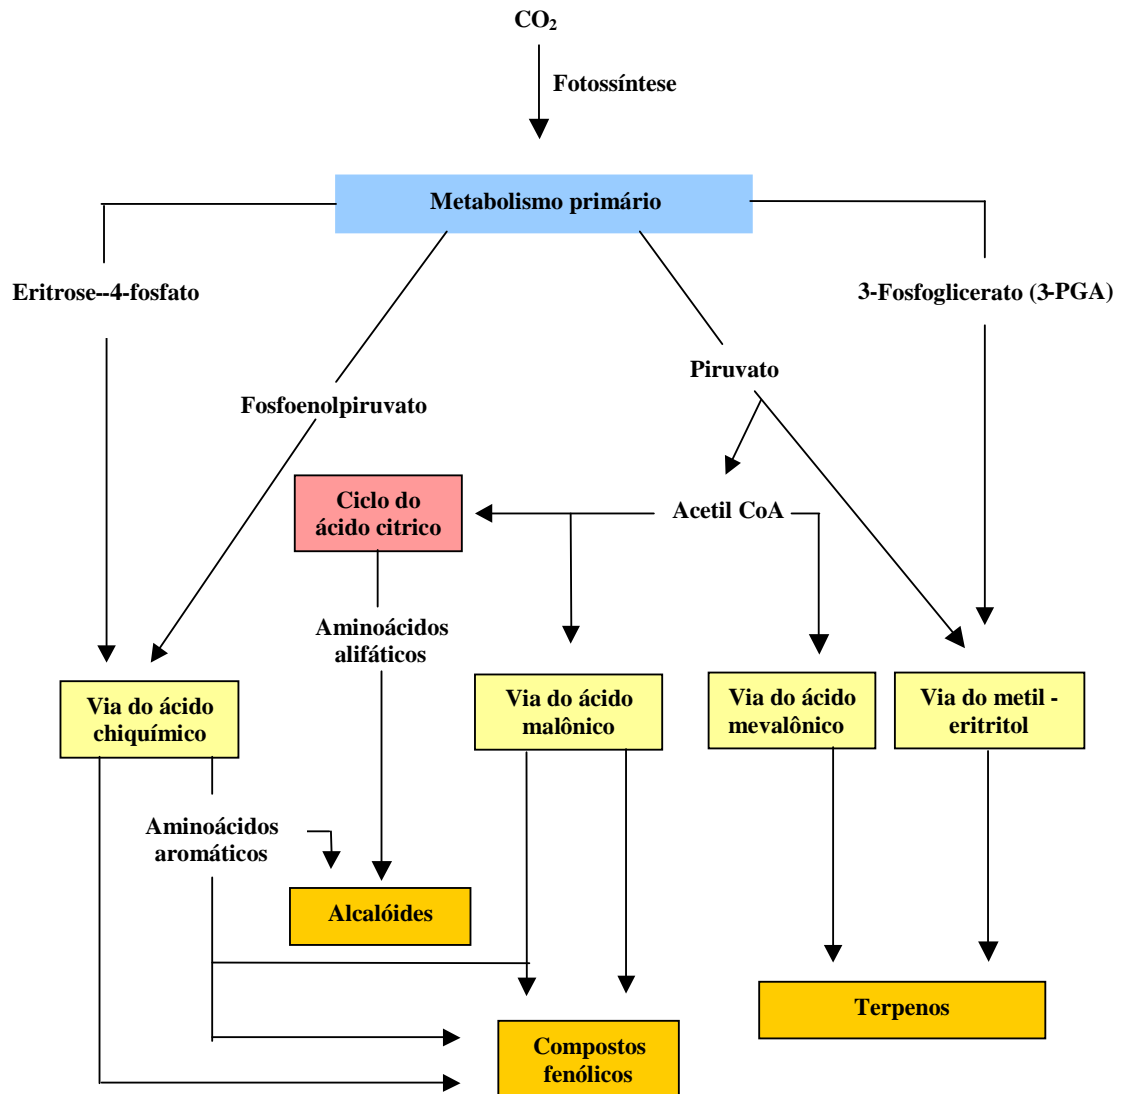 CO₂
Fotossíntese
Metabolismo primário
Eritrose--4-fosfato
3-Fosfoglicerato (3-PGA)
Piruvato
Fosfoenolpiruvato
Ciclo do
ácido citrico
Acetil CoA
Aminoácidos
alifáticos
Via do ácido
chiquímico
Via do ácido
malônico
Via do ácido
mevalônico
Via do metil -
eritritol
Aminoácidos
aromáticos
Alcalóides
Terpenos
Compostos
fenólicos